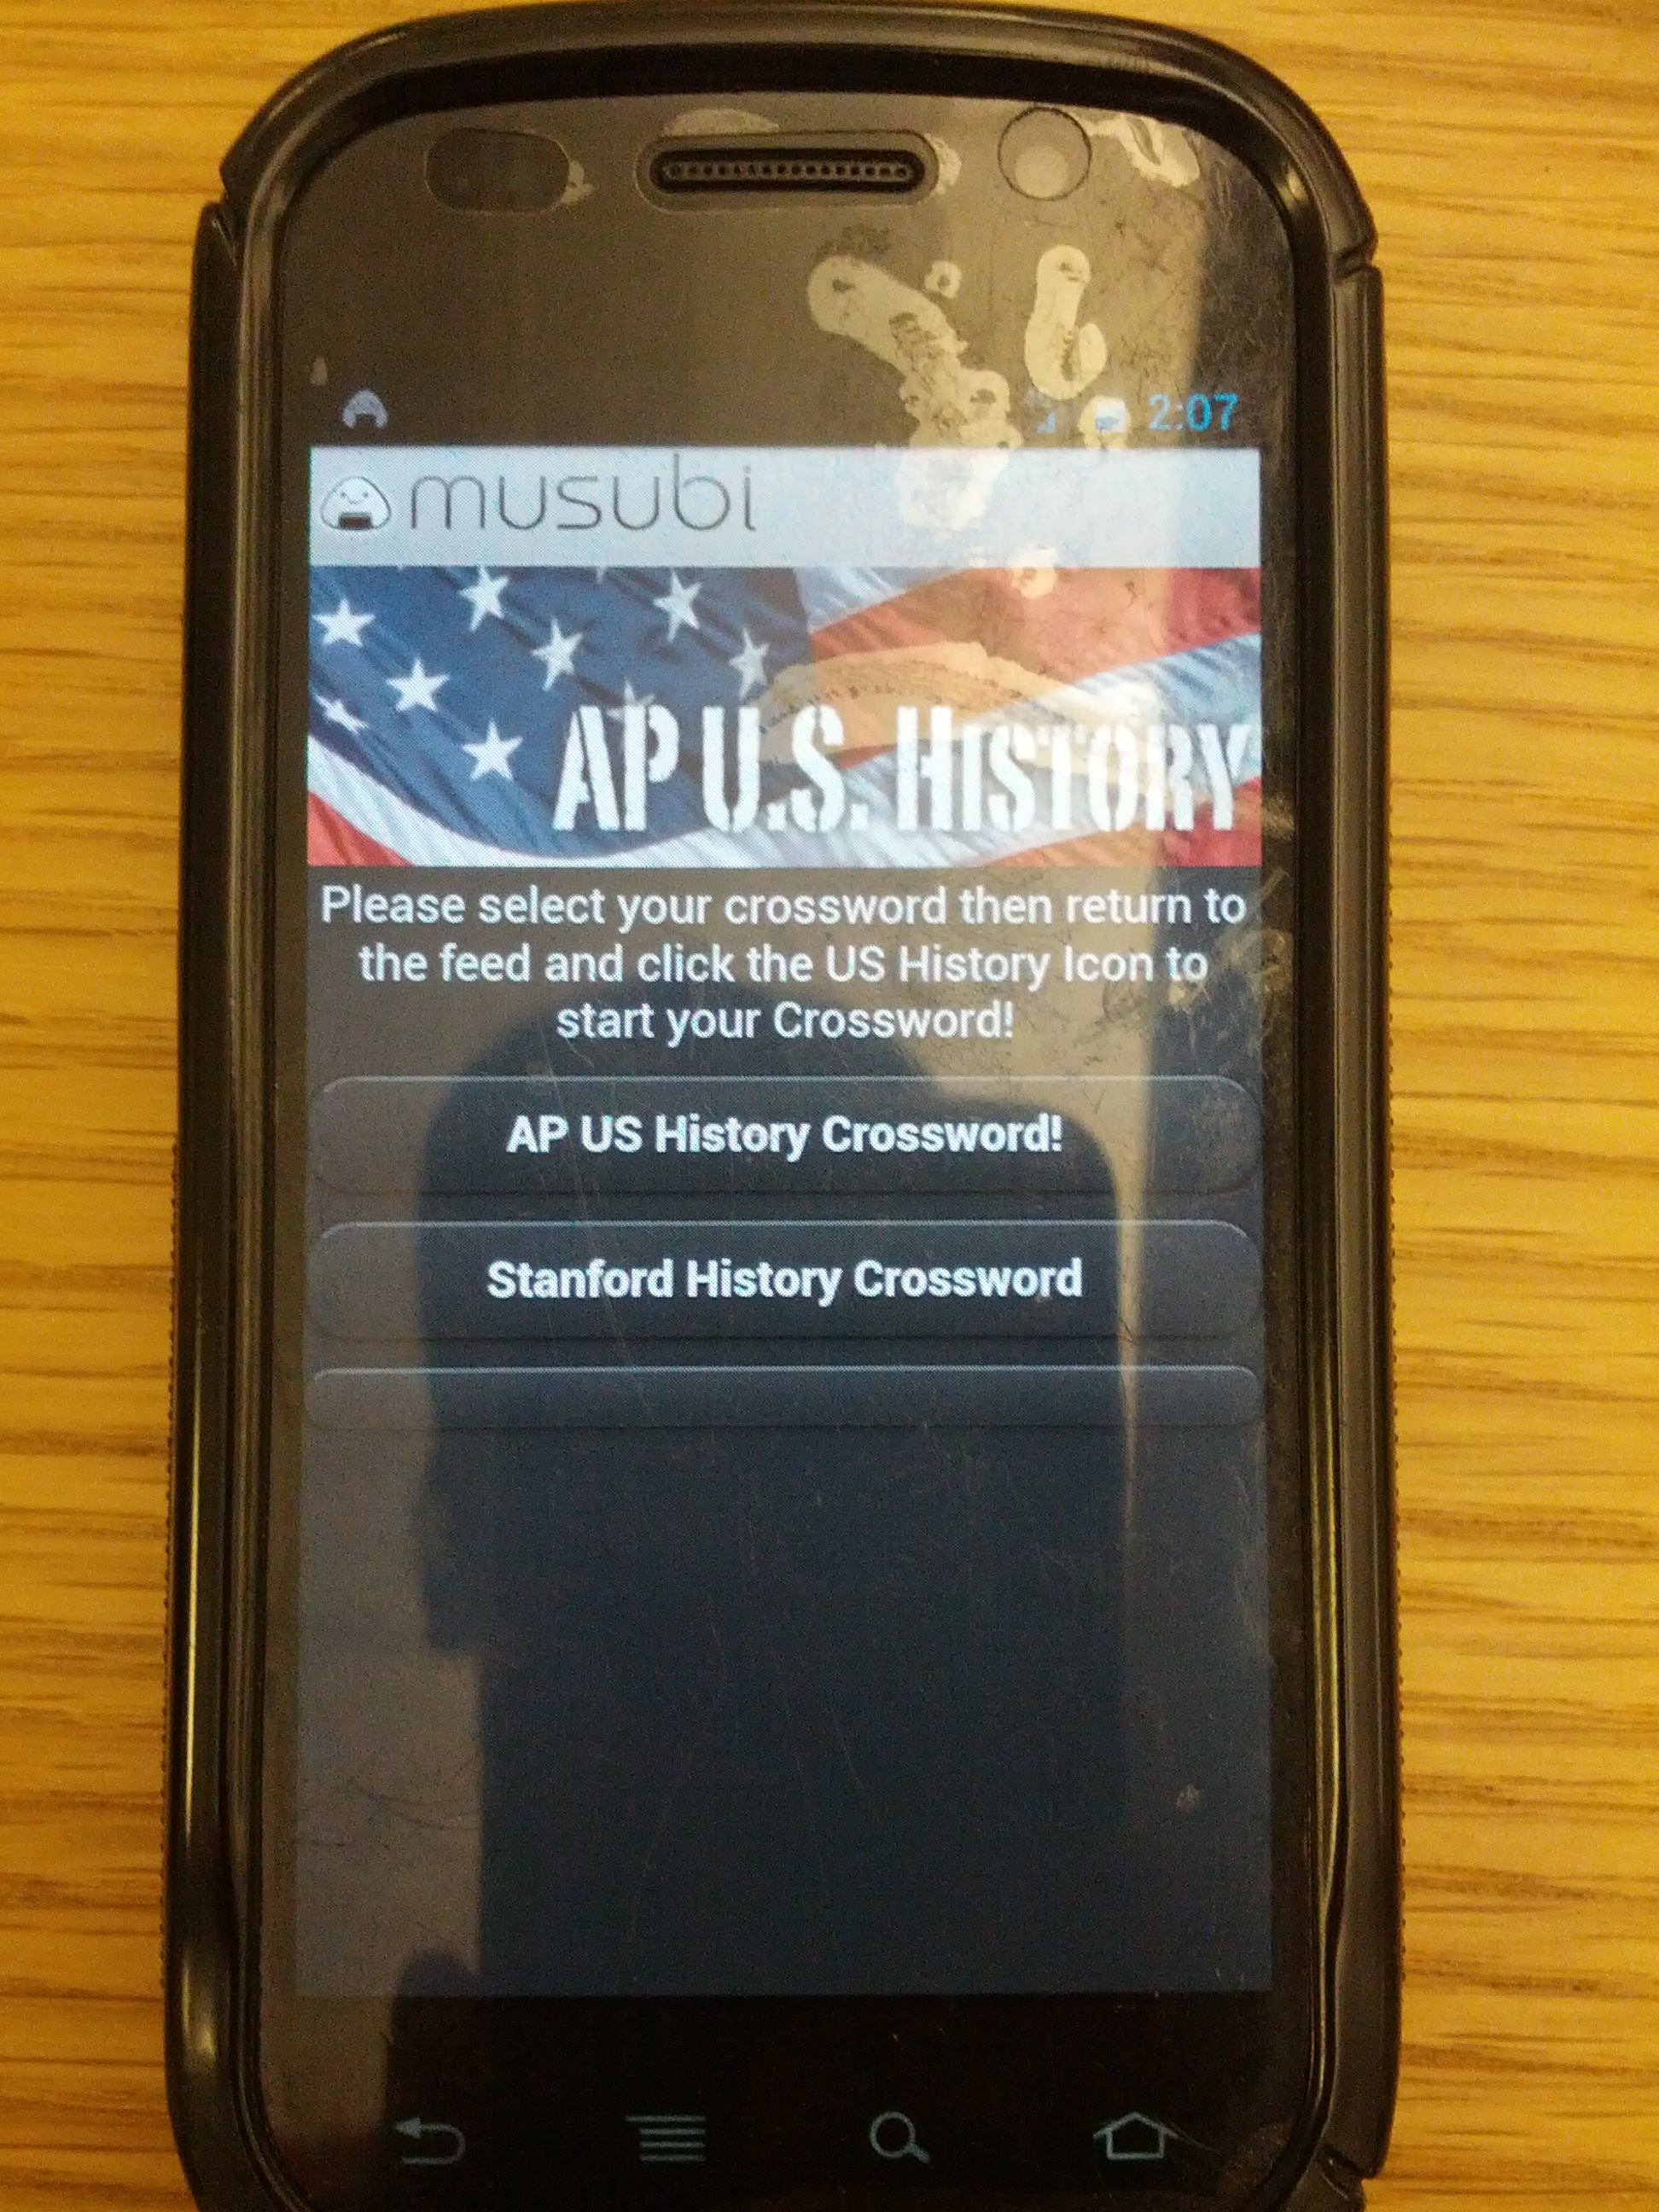 2:07
musubi
AP U.S. HISTORY
Please select your crossword then return to
the feed and click the US History Icon to
start your Crossword!
AP US History Crossword!
Stanford History Crossword